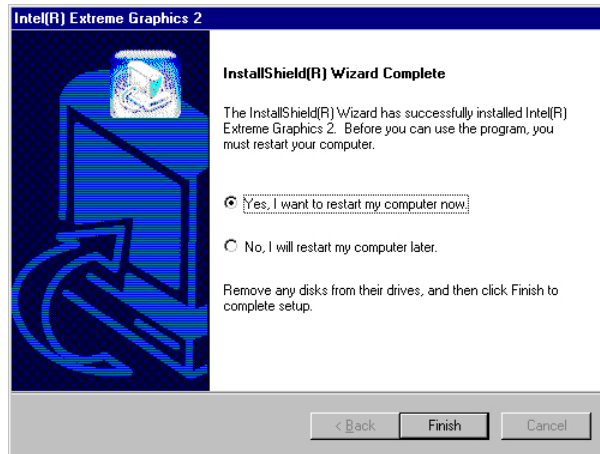 Intel(R) Extreme Graphics 2
InstallShield(R) Wizard Complete
The InstallShield(R) Wizard has successfully installed Intel(R)
Extreme Graphics 2. Before you can use the program, you
must restart your computer.
Yes, I want to restart my computer now.
No, I will restart my computer later.
Remove any disks from their drives, and then click Finish to
complete setup.
< Back Finish Cancel